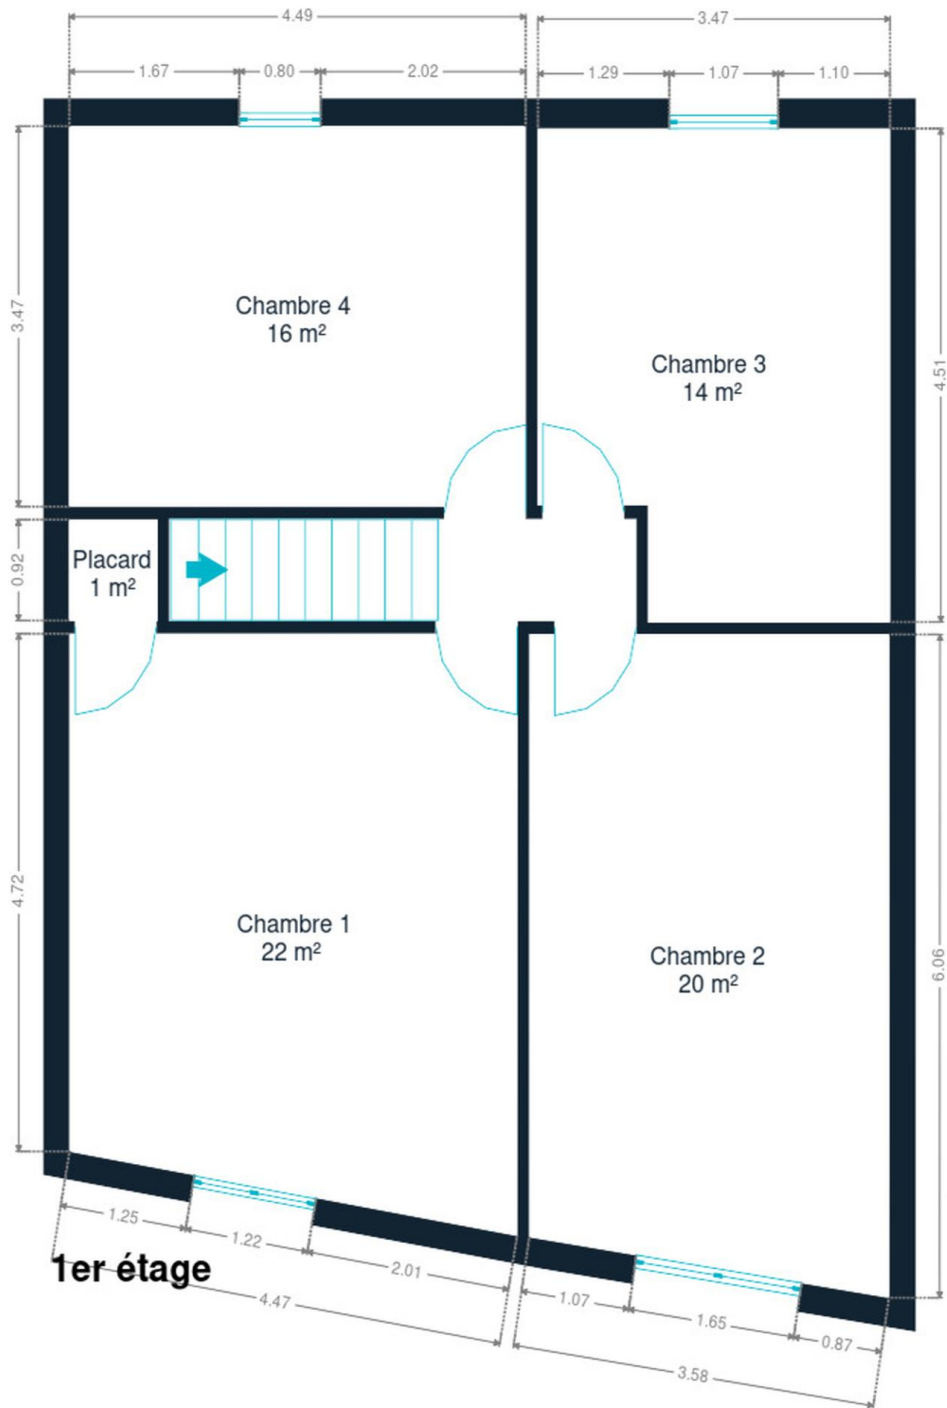 4.49
3.47
1.67
0.80
2.02
1.29
1.07
1.10
3.47
Chambre 4
16 m²
Chambre 3
14 m²
4.51
0.92
Placard
1 m²
4.72
Chambre 1
22 m²
Chambre 2
20 m²
6.06
1.25
1.22
2.01
4.47
1er étage
1.07
1.65
0.87
3.58